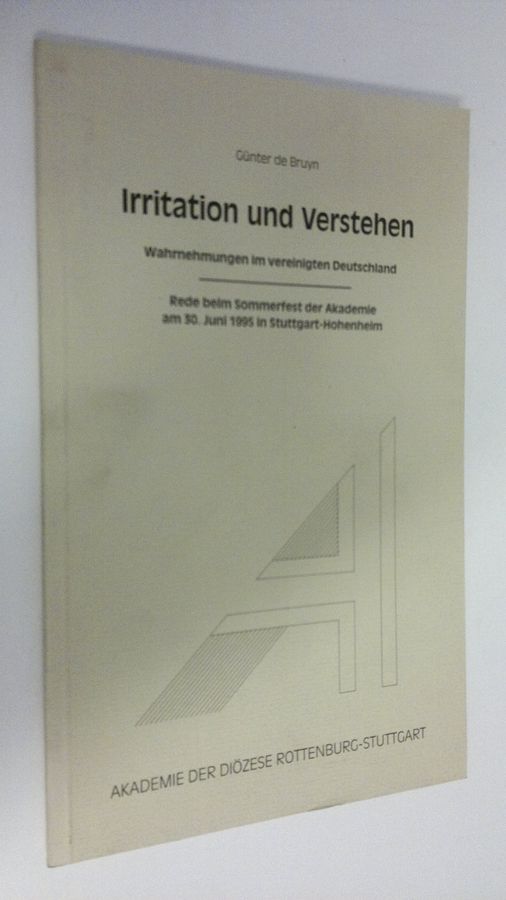 Günter de Bruyn
Irritation und Verstehen
Wahrnehmungen im vereinigten Deutschland
Rede beim Sommerfest der Akademie
am 30. Juni 1995 in Stuttgart-Hohenheim
AKADEMIE DER DIÖZESE ROTTENBURG-STUTTGART